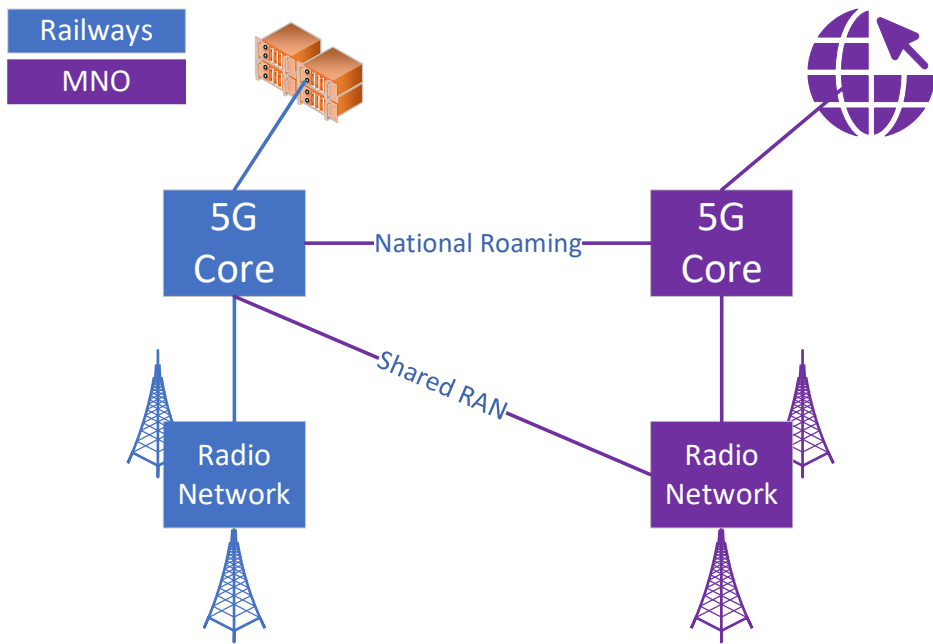 Railways
MNO
5G
Core
National Roaming
5G
Core
Shared RAN
Radio
Network
Radio
Network